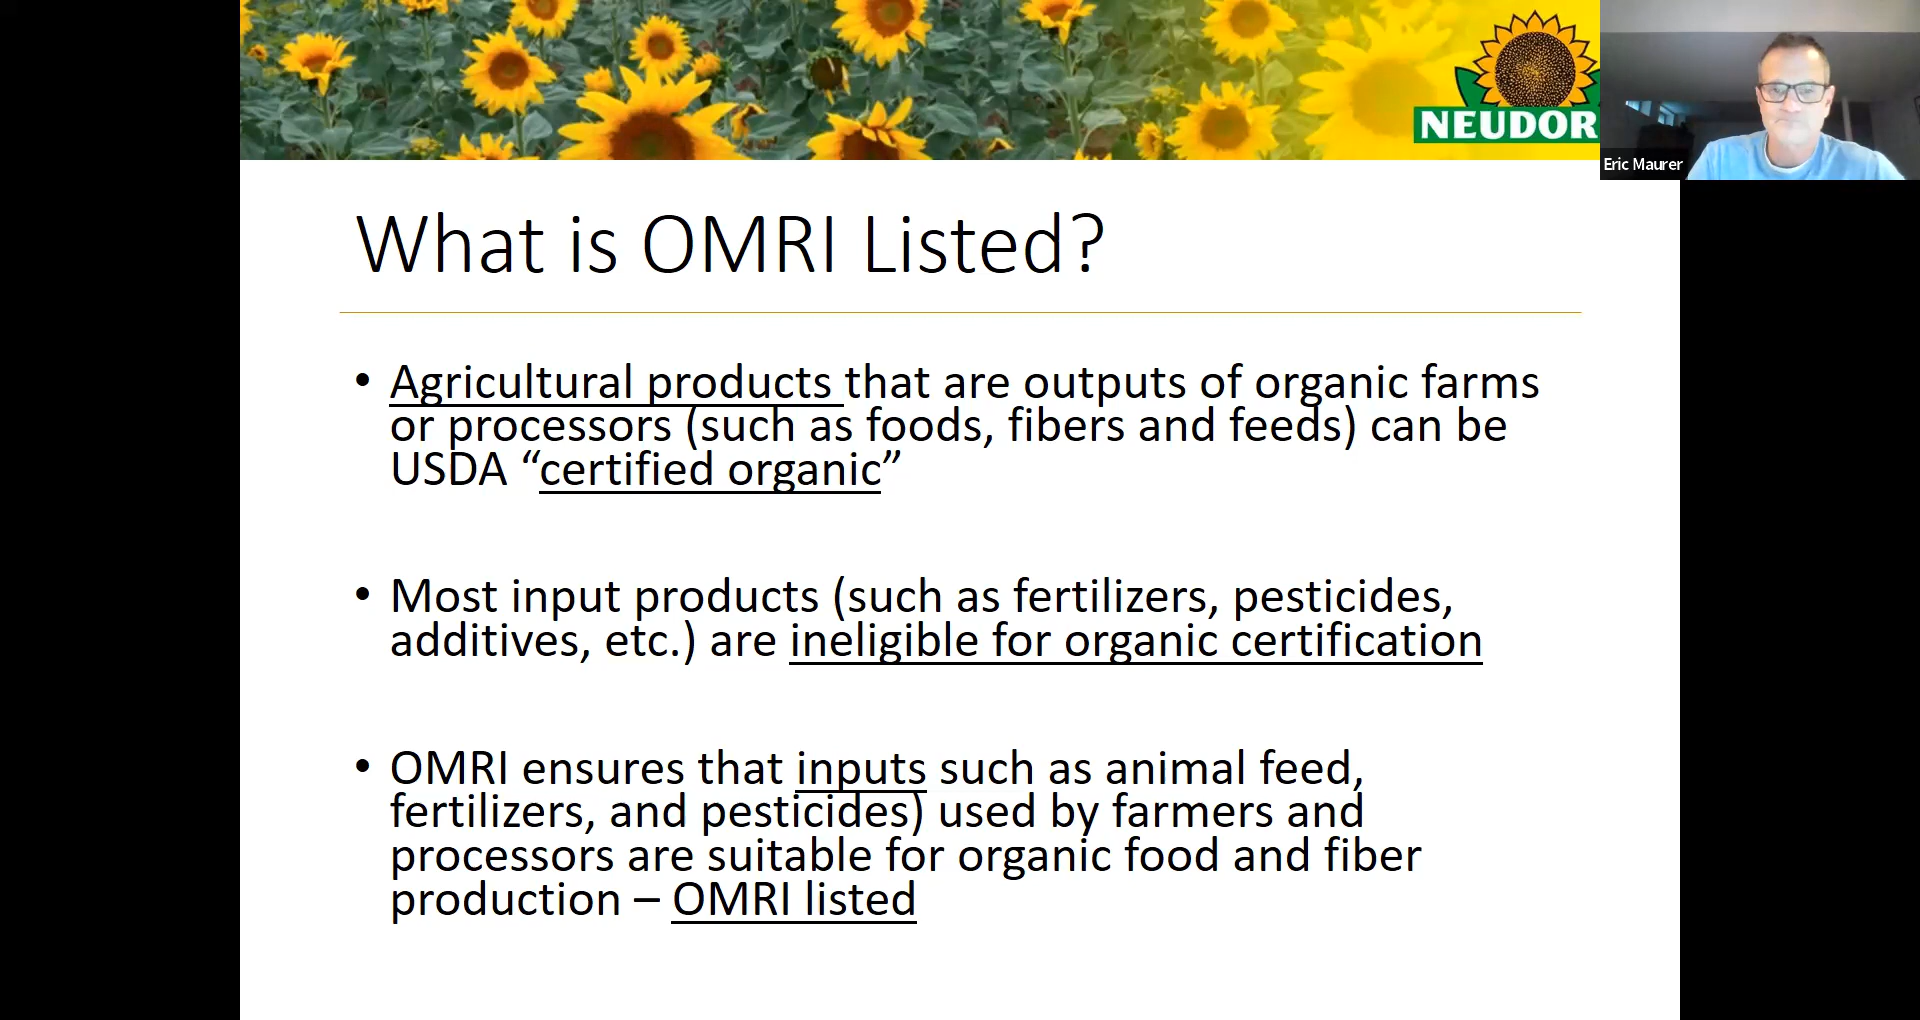 NEUDOR
Eric Maurer
What is OMRI Listed?
• Agricultural products that are outputs of organic farms
or processors (such as foods, fibers and feeds) can be
USDA “certified organic”
• Most input products (such as fertilizers, pesticides,
additives, etc.) are ineligible for organic certification
• OMRI ensures that inputs such as animal feed,
fertilizers, and pesticides) used by farmers and
processors are suitable for organic food and fiber
production – OMRI listed